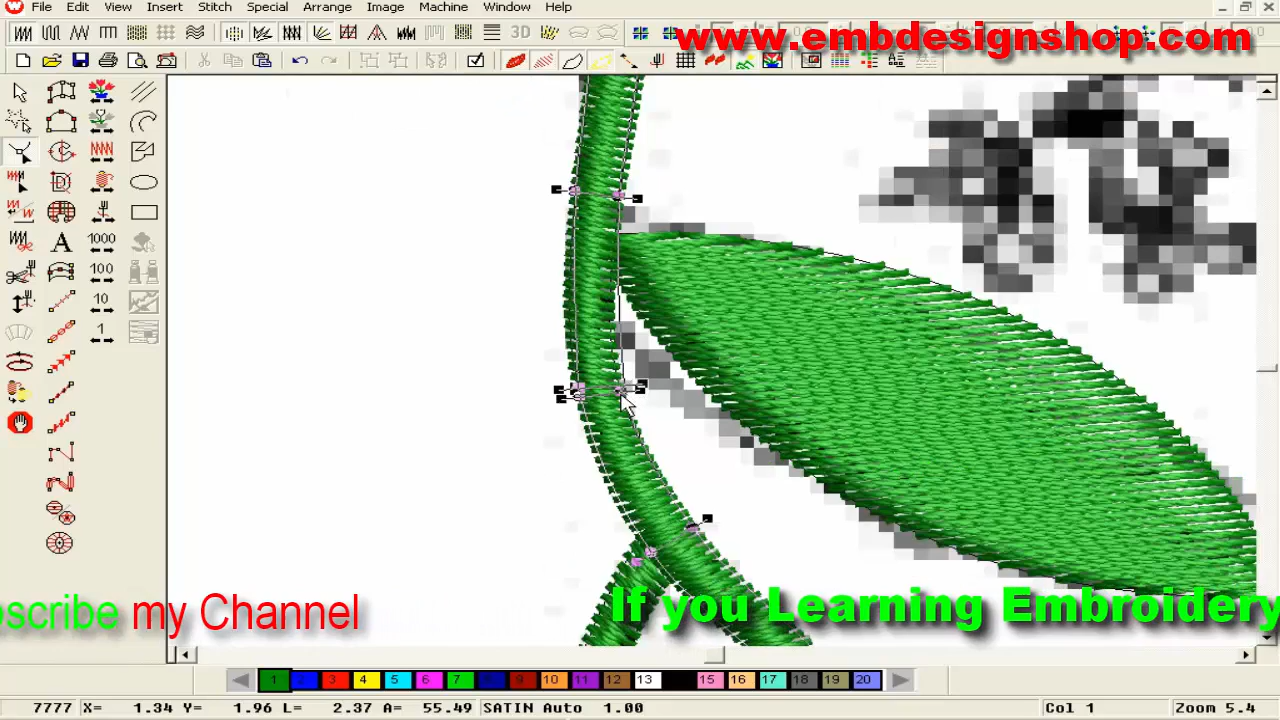 File Edit View Insert Stitch Special Arrange Image Machine Window Help
www.embdesignshop.com
3D
1000
A
100
10
1
scribe my Channel
If you Learning Embroidery
1 2 3 4 5 6 7 8 9 10 11 12 13 15 16 17 18 19 20
7777 X= 1.34 Y= 1.96 L= 2.37 A= 55.49 SATIN Auto 1.00 Col 1 Zoom 5.4